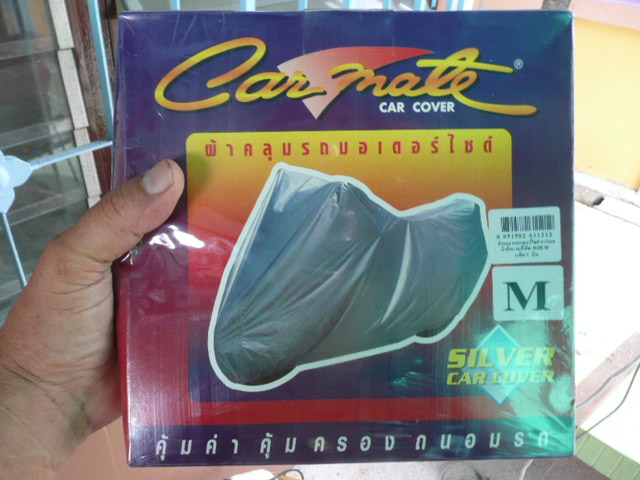 Car mate ®
CAR COVER
ผ้าคลุมรถมอเตอร์ไซด์
M
SILVER
CAR COVER
คุ้มค่า คุ้มครอง ถนอมรถ